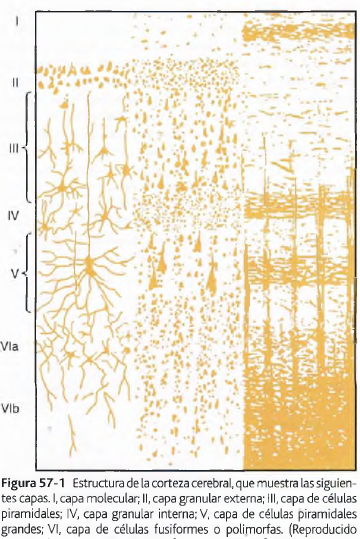 I
II
III
IV
V
VIa
VIb
Figura 57-1 Estructura de la corteza cerebral, que muestra las siguien-
tes capas. I, capa molecular; II, capa granular externa; III, capa de células
piramidales; IV, capa granular interna; V, capa de células piramidales
grandes; VI, capa de células fusiformes o polimorfas. (Reproducido